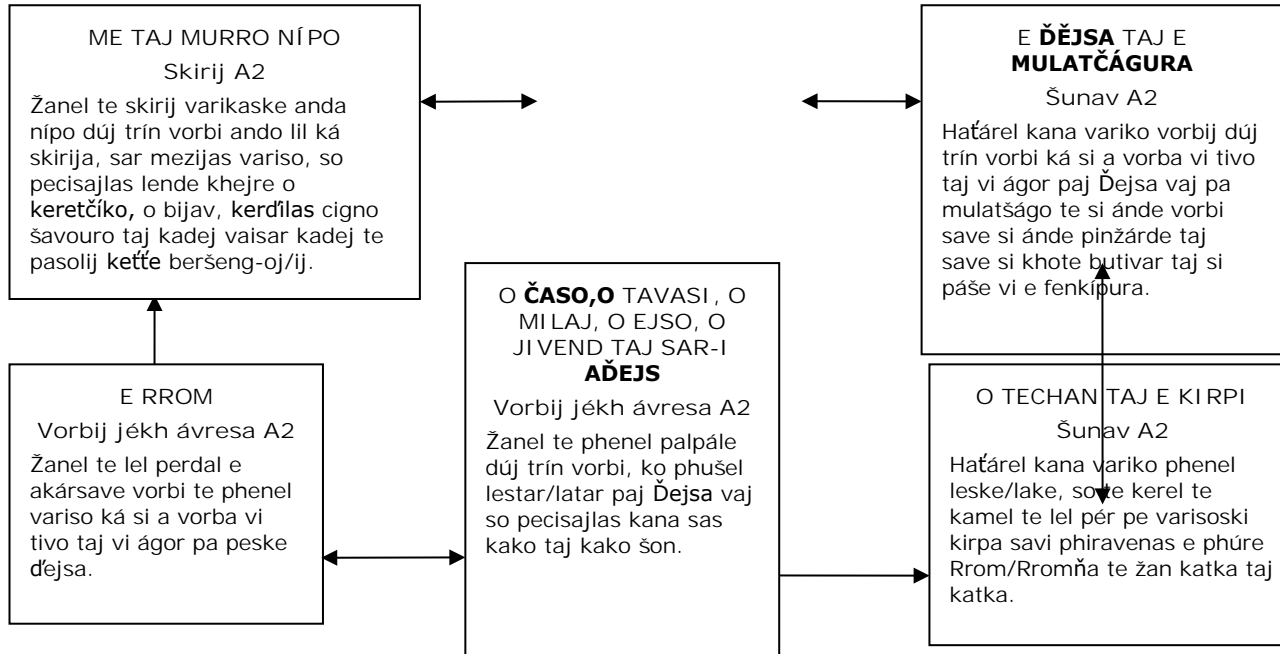 ME TAJ MURRO NÍPO
Skirij A2
Žanel te skirij varikaske anda
nípo dúj trín vorbi ando lil ká
skirija, sar mezijas variso, so
pecisajlas lende khejre o
keretčíko, o bijav, kerďilas cigno
šavouro taj kadej vaisar kadej te
pasolij keťťe beršeng-oj/ij.
E ĎĚJSA TAJ E
MULATČÁGURA
Šunav A2
Haťárel kana variko vorbij dúj
trín vorbi ká si a vorba vi tivo
taj vi ágor paj Ďejsa vaj pa
mulatšágo te si ánde vorbi
save si ánde pinžárde taj
save si khote butivar taj si
páše vi e fenkípura.
E RROM
Vorbij jékh ávresa A2
Žanel te lel perdal e
akársave vorbi te phenel
variso ká si a vorba vi
tivo taj vi ágor pa peske
ďejsa.
O ČASO,O TAVASI, O
MILAJ, O EJSO, O
JIVEND TAJ SAR-I
AĎEJS
Vorbij jékh ávresa A2
Žanel te phenel palpále
dúj trín vorbi, ko phušel
lestar/latar paj Ďejsa vaj
so pecisajlas kana sas
kako taj kako šon.
O TECHAN TAJ E KIRPI
Šunav A2
Haťárel kana variko phenel
leske/lake, so te kerel te
kamel te lel pér pe varisoski
kirpa savi phiravenas e phúre
Rrom/Rromňa te žan katka taj
katka.